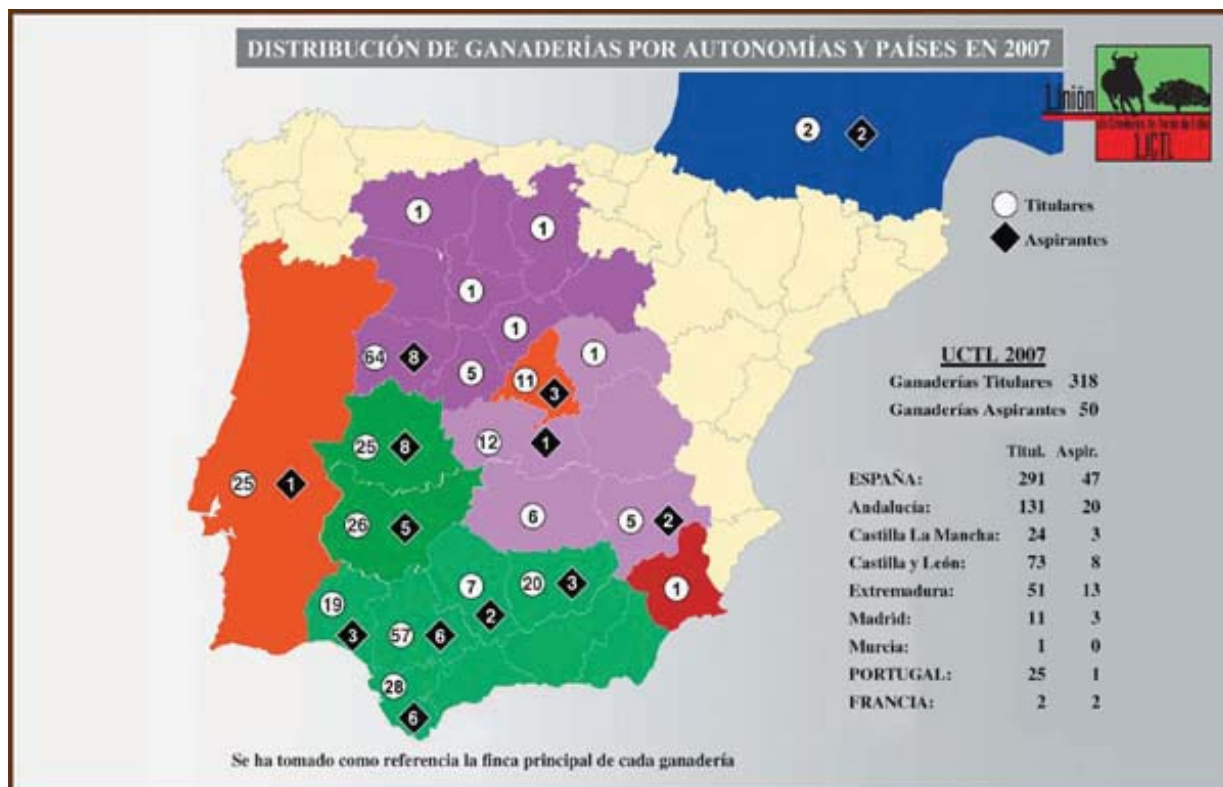 DISTRIBUCIÓN DE GANADERÍAS POR AUTONOMÍAS Y PAÍSES EN 2007
Unión
UCTL
2 2
Titulares
Aspirantes
1
1
1
1
1
64 8
5
11
3
12 1
25 8
25 1
26 5
6
5 2
1
7
2
20 3
19
3
57 6
28
6
UCTL 2007
Ganaderías Titulares 318
Ganaderías Aspirantes 50
Titul. Aspir.
ESPAÑA: 291 47
Andalucía: 131 20
Castilla La Mancha: 24 3
Castilla y León: 73 8
Extremadura: 51 13
Madrid: 11 3
Murcia: 1 0
PORTUGAL: 25 1
FRANCIA: 2 2
Se ha tomado como referencia la finca principal de cada ganadería